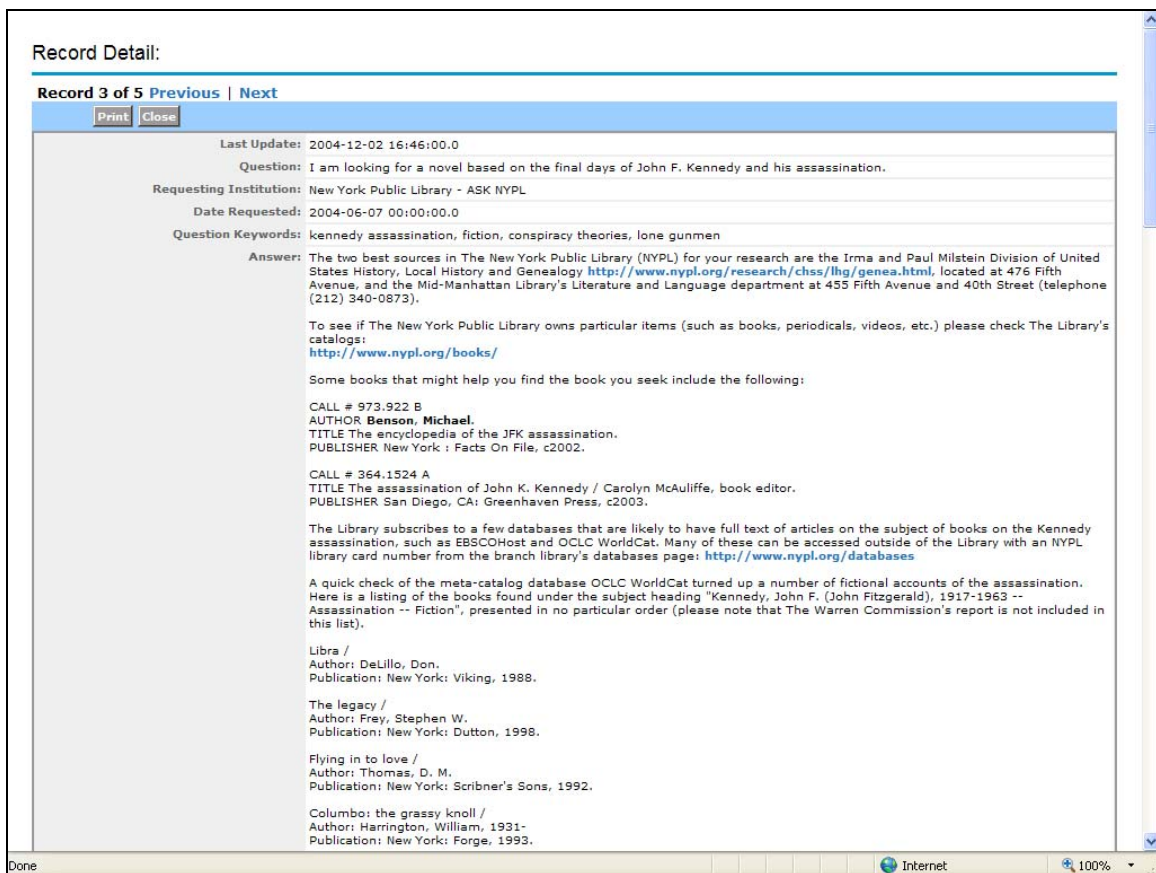 Record Detail:
Record 3 of 5 Previous | Next
Print Close
Last Update: 2004-12-02 16:46:00.0
Question: I am looking for a novel based on the final days of John F. Kennedy and his assassination.
Requesting Institution: New York Public Library - ASK NYPL
Date Requested: 2004-06-07 00:00:00.0
Question Keywords: kennedy assassination, fiction, conspiracy theories, lone gunmen
Answer: The two best sources in The New York Public Library (NYPL) for your research are the Irma and Paul Milstein Division of United
States History, Local History and Genealogy http://www.nypl.org/research/chss/lhg/genea.html, located at 476 Fifth
Avenue, and the Mid-Manhattan Library's Literature and Language department at 455 Fifth Avenue and 40th Street (telephone
(212) 340-0873).
To see if The New York Public Library owns particular items (such as books, periodicals, videos, etc.) please check The Library's
catalogs:
http://www.nypl.org/books/
Some books that might help you find the book you seek include the following:
CALL # 973.922 B
AUTHOR Benson, Michael.
TITLE The encyclopedia of the JFK assassination.
PUBLISHER New York : Facts On File, c2002.
CALL # 364.1524 A
TITLE The assassination of John K. Kennedy / Carolyn McAuliffe, book editor.
PUBLISHER San Diego, CA: Greenhaven Press, c2003.
The Library subscribes to a few databases that are likely to have full text of articles on the subject of books on the Kennedy
assassination, such as EBSCOHost and OCLC WorldCat. Many of these can be accessed outside of the Library with an NYPL
library card number from the branch library's databases page: http://www.nypl.org/databases
A quick check of the meta-catalog database OCLC WorldCat turned up a number of fictional accounts of the assassination.
Here is a listing of the books found under the subject heading "Kennedy, John F. (John Fitzgerald), 1917-1963 --
Assassination -- Fiction", presented in no particular order (please note that The Warren Commission's report is not included in
this list).
Libra /
Author: DeLillo, Don.
Publication: New York: Viking, 1988.
The legacy /
Author: Frey, Stephen W.
Publication: New York: Dutton, 1998.
Flying in to love /
Author: Thomas, D. M.
Publication: New York: Scribner's Sons, 1992.
Columbo: the grassy knoll /
Author: Harrington, William, 1931-
Publication: New York: Forge, 1993.
Done Internet 100%